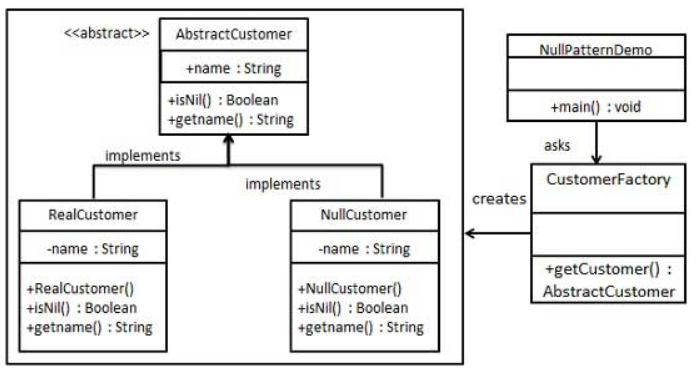 <<abstract>>
AbstractCustomer
+name : String
+isNil() : Boolean
+getname() : String
implements
implements
RealCustomer
-name : String
+RealCustomer()
+isNil() : Boolean
+getname() : String
NullCustomer
-name : String
+NullCustomer()
+isNil() : Boolean
+getname() : String
NullPatternDemo
+main() : void
asks
CustomerFactory
+getCustomer() :
AbstractCustomer
creates